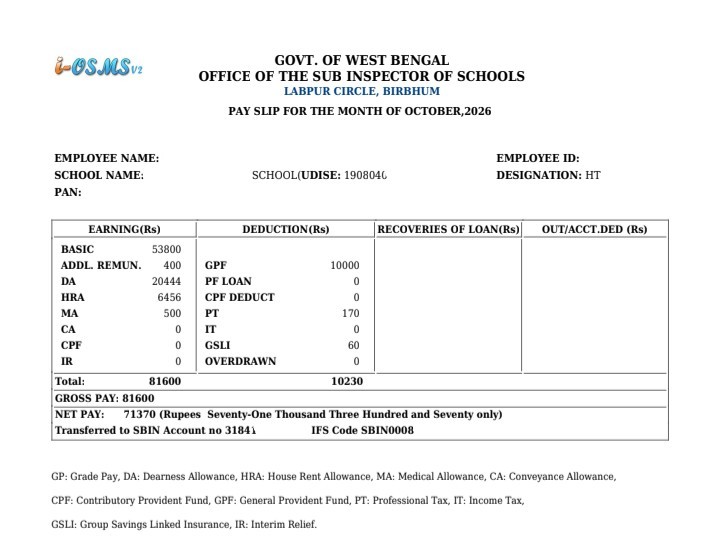 i-OSMS V2
GOVT. OF WEST BENGAL
OFFICE OF THE SUB INSPECTOR OF SCHOOLS
LABPUR CIRCLE, BIRBHUM
PAY SLIP FOR THE MONTH OF OCTOBER,2026
EMPLOYEE NAME: EMPLOYEE ID:
SCHOOL NAME: SCHOOL(UDISE: 190804 DESIGNATION: HT
PAN:
EARNING(Rs) DEDUCTION(Rs) RECOVERIES OF LOAN(Rs) OUT/ACCT.DED (Rs)
BASIC 53800
ADDL. REMUN. 400 GPF 10000
DA 20444 PF LOAN 0
HRA 6456 CPF DEDUCT 0
MA 500 PT 170
CA 0 IT 0
CPF 0 GSLI 60
IR 0 OVERDRAWN 0
Total: 81600 10230
GROSS PAY: 81600
NET PAY: 71370 (Rupees Seventy-One Thousand Three Hundred and Seventy only)
Transferred to SBIN Account no 3184 IFS Code SBIN0008
GP: Grade Pay, DA: Dearness Allowance, HRA: House Rent Allowance, MA: Medical Allowance, CA: Conveyance Allowance,
CPF: Contributory Provident Fund, GPF: General Provident Fund, PT: Professional Tax, IT: Income Tax,
GSLI: Group Savings Linked Insurance, IR: Interim Relief.